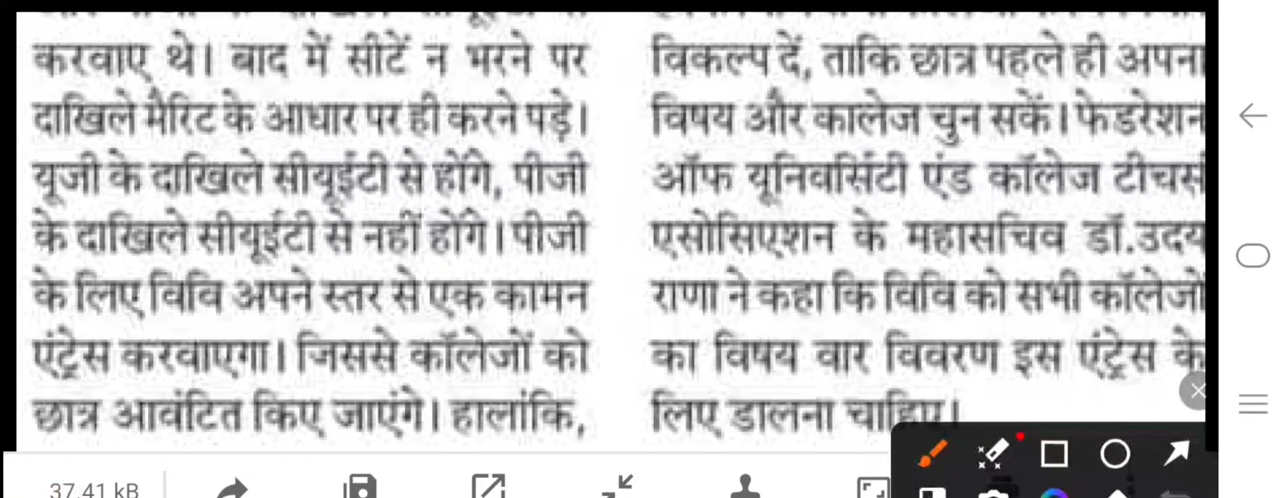 करवाए थे। बाद में सीटें न भरने पर
दाखिले मैरिट के आधार पर ही करने पड़े।
यूजी के दाखिले सीयूईटी से होंगे, पीजी
के दाखिले सीयूईटी से नहीं होंगे। पीजी
के लिए विवि अपने स्तर से एक कामन
एंट्रेस करवाएगा। जिससे कॉलेजों को
छात्र आवंटित किए जाएंगे। हालांकि,
विकल्प दें, ताकि छात्र पहले ही अपना
विषय और कालेज चुन सकें। फेडरेशन
ऑफ यूनिवर्सिटी एंड कॉलेज टीचर्स
एसोसिएशन के महासचिव डॉ.उदय
राणा ने कहा कि विवि को सभी कॉलेजों
का विषय वार विवरण इस एंट्रेस के
लिए डालना चाहिए।
37.41 kB